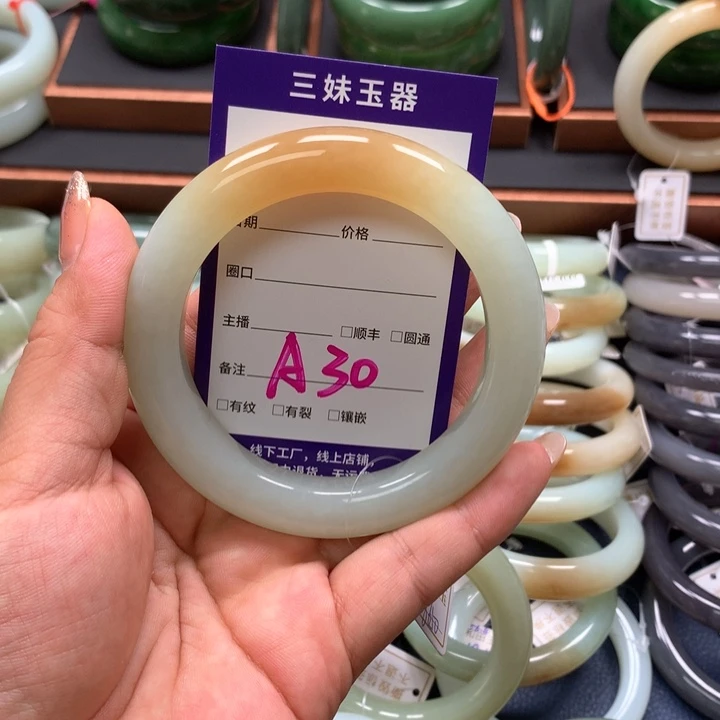 三妹玉器
期 价格
圈口
主播 □顺丰 □圆通
备注 A30
□有纹 □有裂 □镶嵌
线下工厂，线上店铺，